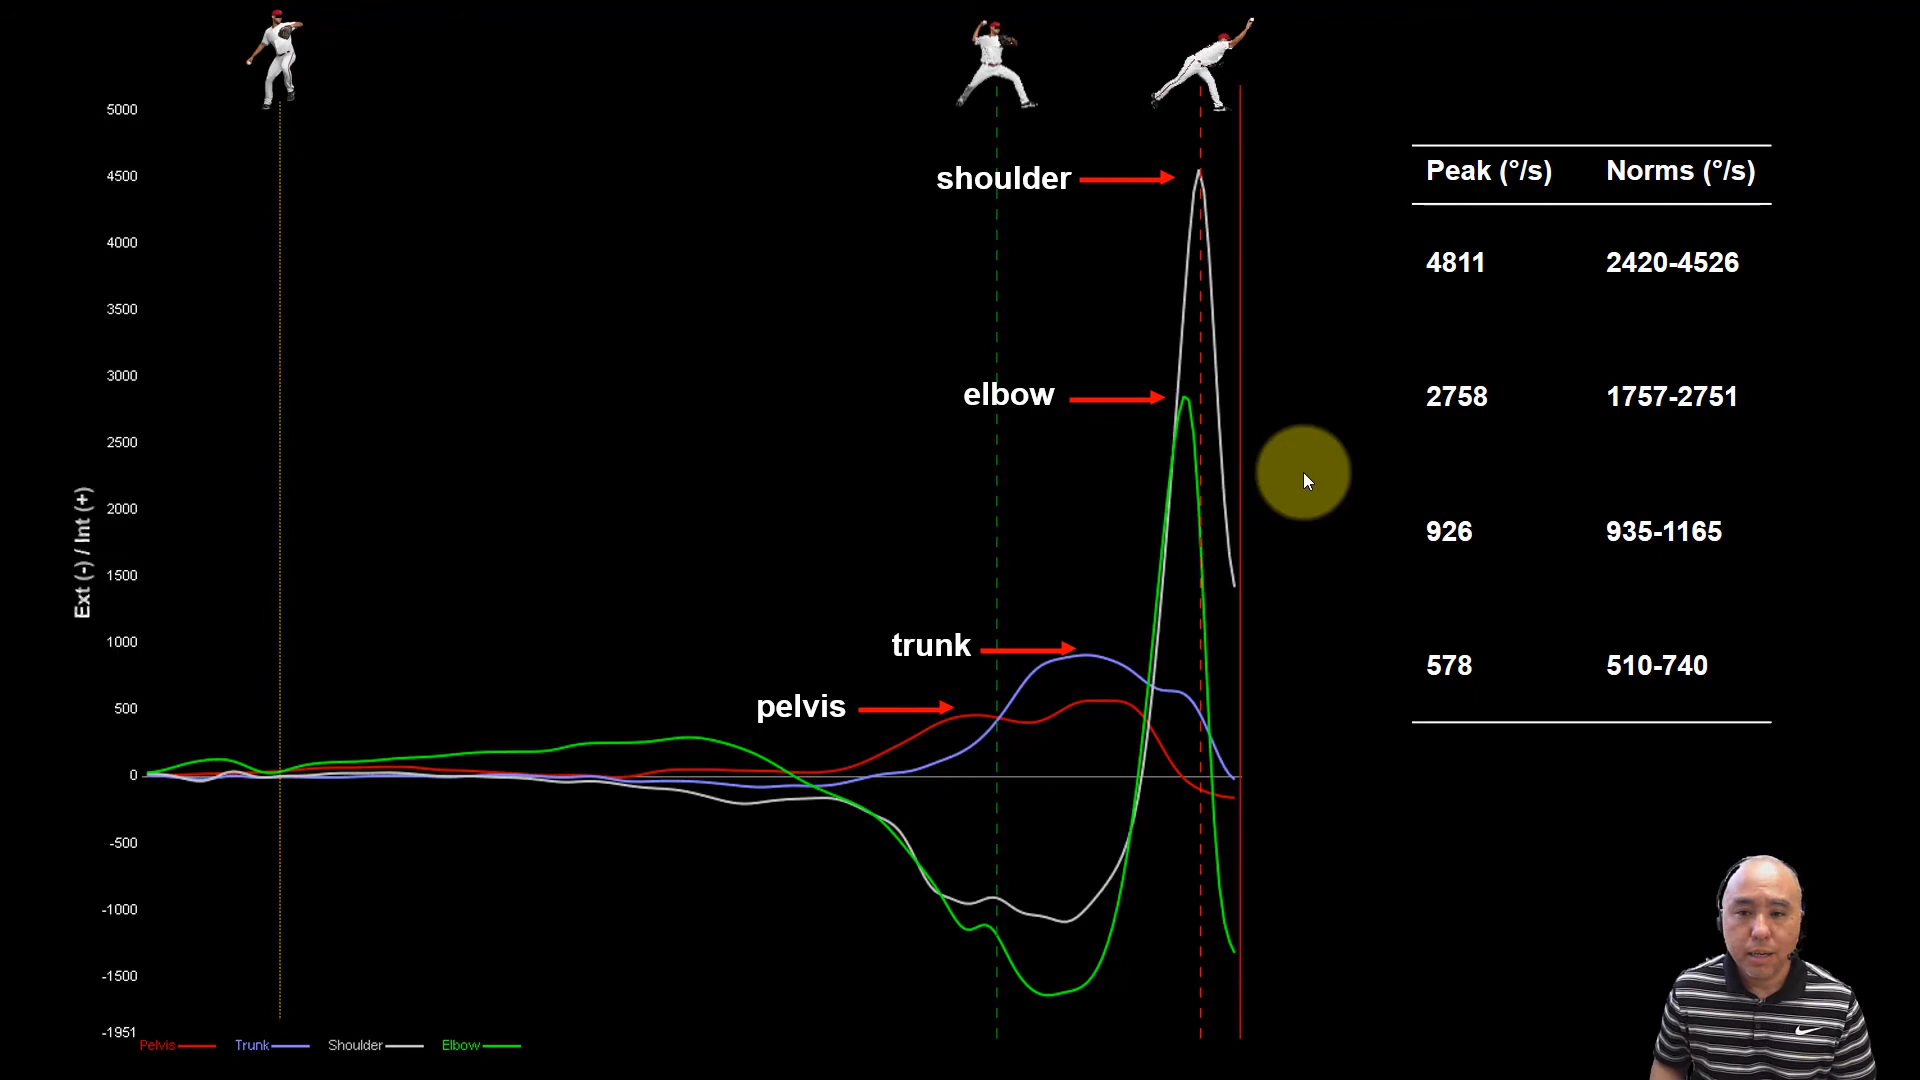 5000
4500
4000
3500
3000
2500
2000
1500
1000
500
0
-500
-1000
-1500
-1951
Ext (-) / Int (+)
shoulder
elbow
trunk
pelvis
Pelvis Trunk Shoulder Elbow
Peak (°/s) Norms (°/s)
4811 2420-4526
2758 1757-2751
926 935-1165
578 510-740